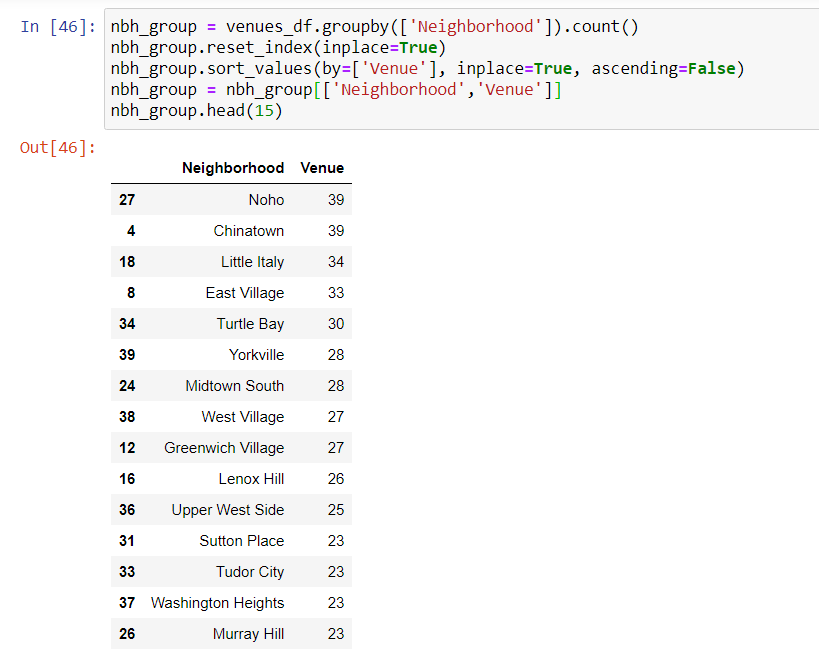 In [46]: nbh_group = venues_df.groupby(['Neighborhood']).count()
nbh_group.reset_index(inplace=True)
nbh_group.sort_values(by=['Venue'], inplace=True, ascending=False)
nbh_group = nbh_group[['Neighborhood','Venue']]
nbh_group.head(15)
Out[46]:
Neighborhood Venue
27 Noho 39
4 Chinatown 39
18 Little Italy 34
8 East Village 33
34 Turtle Bay 30
39 Yorkville 28
24 Midtown South 28
38 West Village 27
12 Greenwich Village 27
16 Lenox Hill 26
36 Upper West Side 25
31 Sutton Place 23
33 Tudor City 23
37 Washington Heights 23
26 Murray Hill 23